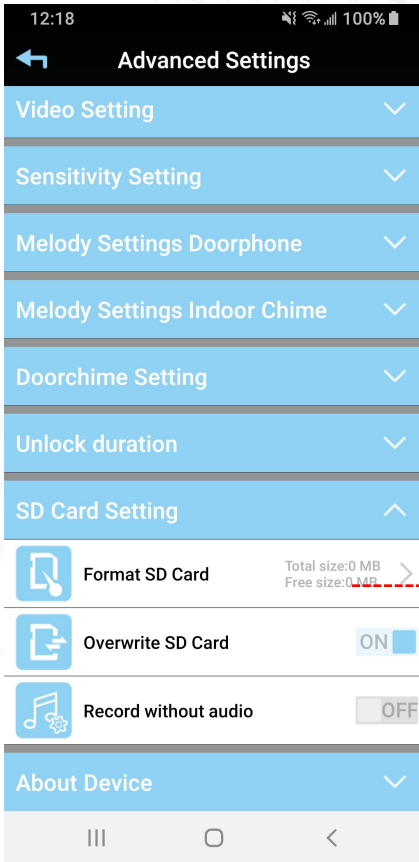 12:18 100%
Advanced Settings
Video Setting
Sensitivity Setting
Melody Settings Doorphone
Melody Settings Indoor Chime
Doorchime Setting
Unlock duration
SD Card Setting
Format SD Card
Total size:0 MB
Free size:0 MB
Overwrite SD Card ON
Record without audio OFF
About Device